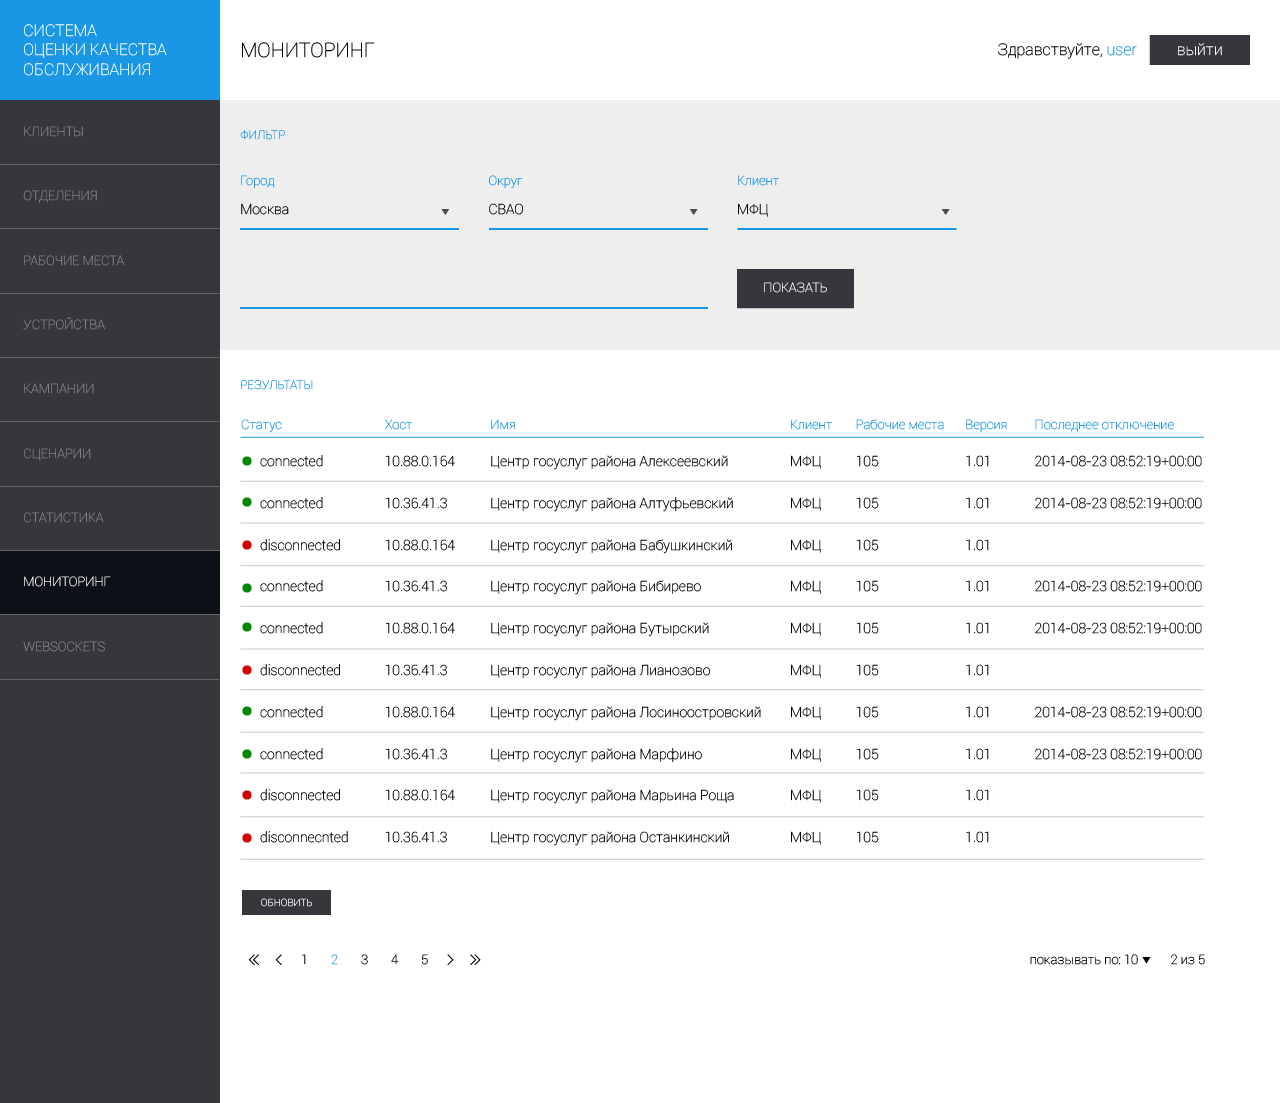 СИСТЕМА
ОЦЕНКИ КАЧЕСТВА
ОБСЛУЖИВАНИЯ
МОНИТОРИНГ
Здравствуйте, user
ВЫЙТИ
КЛИЕНТЫ
ОТДЕЛЕНИЯ
РАБОЧИЕ МЕСТА
УСТРОЙСТВА
КАМПАНИИ
СЦЕНАРИИ
СТАТИСТИКА
МОНИТОРИНГ
WEBSOCKETS
ФИЛЬТР
Город Округ Клиент
Москва СВАО МФЦ
ПОКАЗАТЬ
РЕЗУЛЬТАТЫ
Статус Хост Имя Клиент Рабочие места Версия Последнее отключение
connected 10.88.0.164 Центр госуслуг района Алексеевский МФЦ 105 1.01 2014-08-23 08:52:19+00:00
connected 10.36.41.3 Центр госуслуг района Алтуфьевский МФЦ 105 1.01 2014-08-23 08:52:19+00:00
disconnected 10.88.0.164 Центр госуслуг района Бабушкинский МФЦ 105 1.01
connected 10.36.41.3 Центр госуслуг района Бибирево МФЦ 105 1.01 2014-08-23 08:52:19+00:00
connected 10.88.0.164 Центр госуслуг района Бутырский МФЦ 105 1.01 2014-08-23 08:52:19+00:00
disconnected 10.36.41.3 Центр госуслуг района Лианозово МФЦ 105 1.01
connected 10.88.0.164 Центр госуслуг района Лосиноостровский МФЦ 105 1.01 2014-08-23 08:52:19+00:00
connected 10.36.41.3 Центр госуслуг района Марфино МФЦ 105 1.01 2014-08-23 08:52:19+00:00
disconnected 10.88.0.164 Центр госуслуг района Марьина Роща МФЦ 105 1.01
disconnecnted 10.36.41.3 Центр госуслуг района Останкинский МФЦ 105 1.01
ОБНОВИТЬ
1 2 3 4 5
показывать по: 10 2 из 5